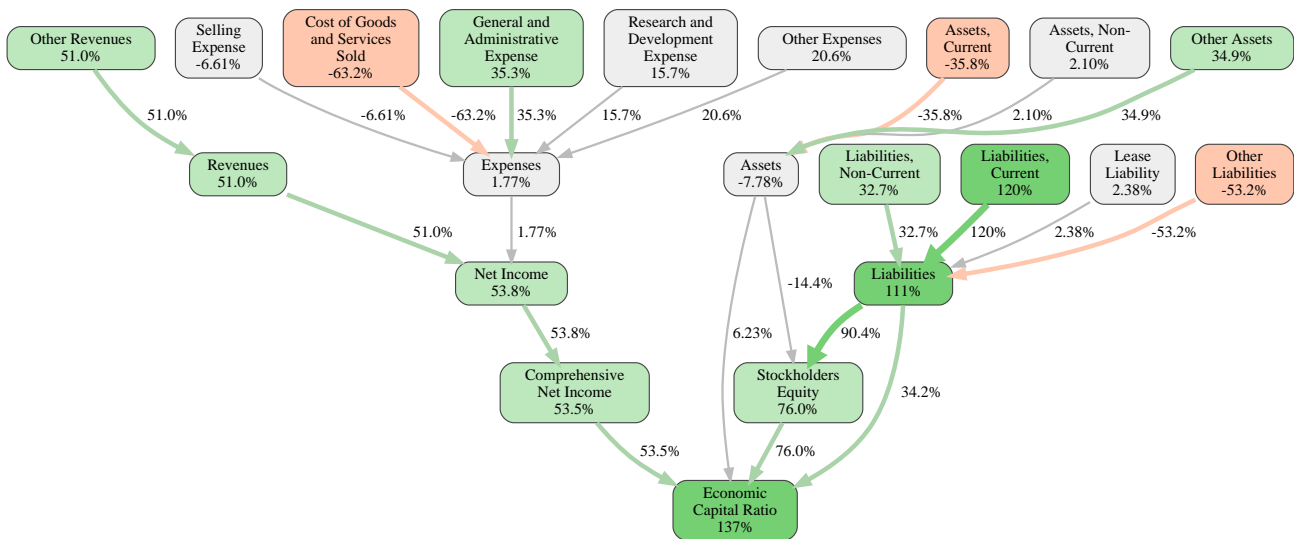 Other Revenues
51.0%
Selling
Expense
-6.61%
Cost of Goods
and Services
Sold
-63.2%
General and
Administrative
Expense
35.3%
Research and
Development
Expense
15.7%
Other Expenses
20.6%
Assets,
Current
-35.8%
Assets, Non-
Current
2.10%
Other Assets
34.9%
51.0%
-6.61%
-63.2%
35.3%
15.7%
20.6%
-35.8%
2.10%
34.9%
Revenues
51.0%
Expenses
1.77%
Assets
-7.78%
Liabilities,
Non-Current
32.7%
Liabilities,
Current
120%
Lease
Liability
2.38%
Other
Liabilities
-53.2%
51.0%
1.77%
32.7%
120%
2.38%
-53.2%
Net Income
53.8%
-14.4%
Liabilities
111%
53.8%
6.23%
90.4%
Comprehensive
Net Income
53.5%
Stockholders
Equity
76.0%
34.2%
53.5%
76.0%
Economic
Capital Ratio
137%